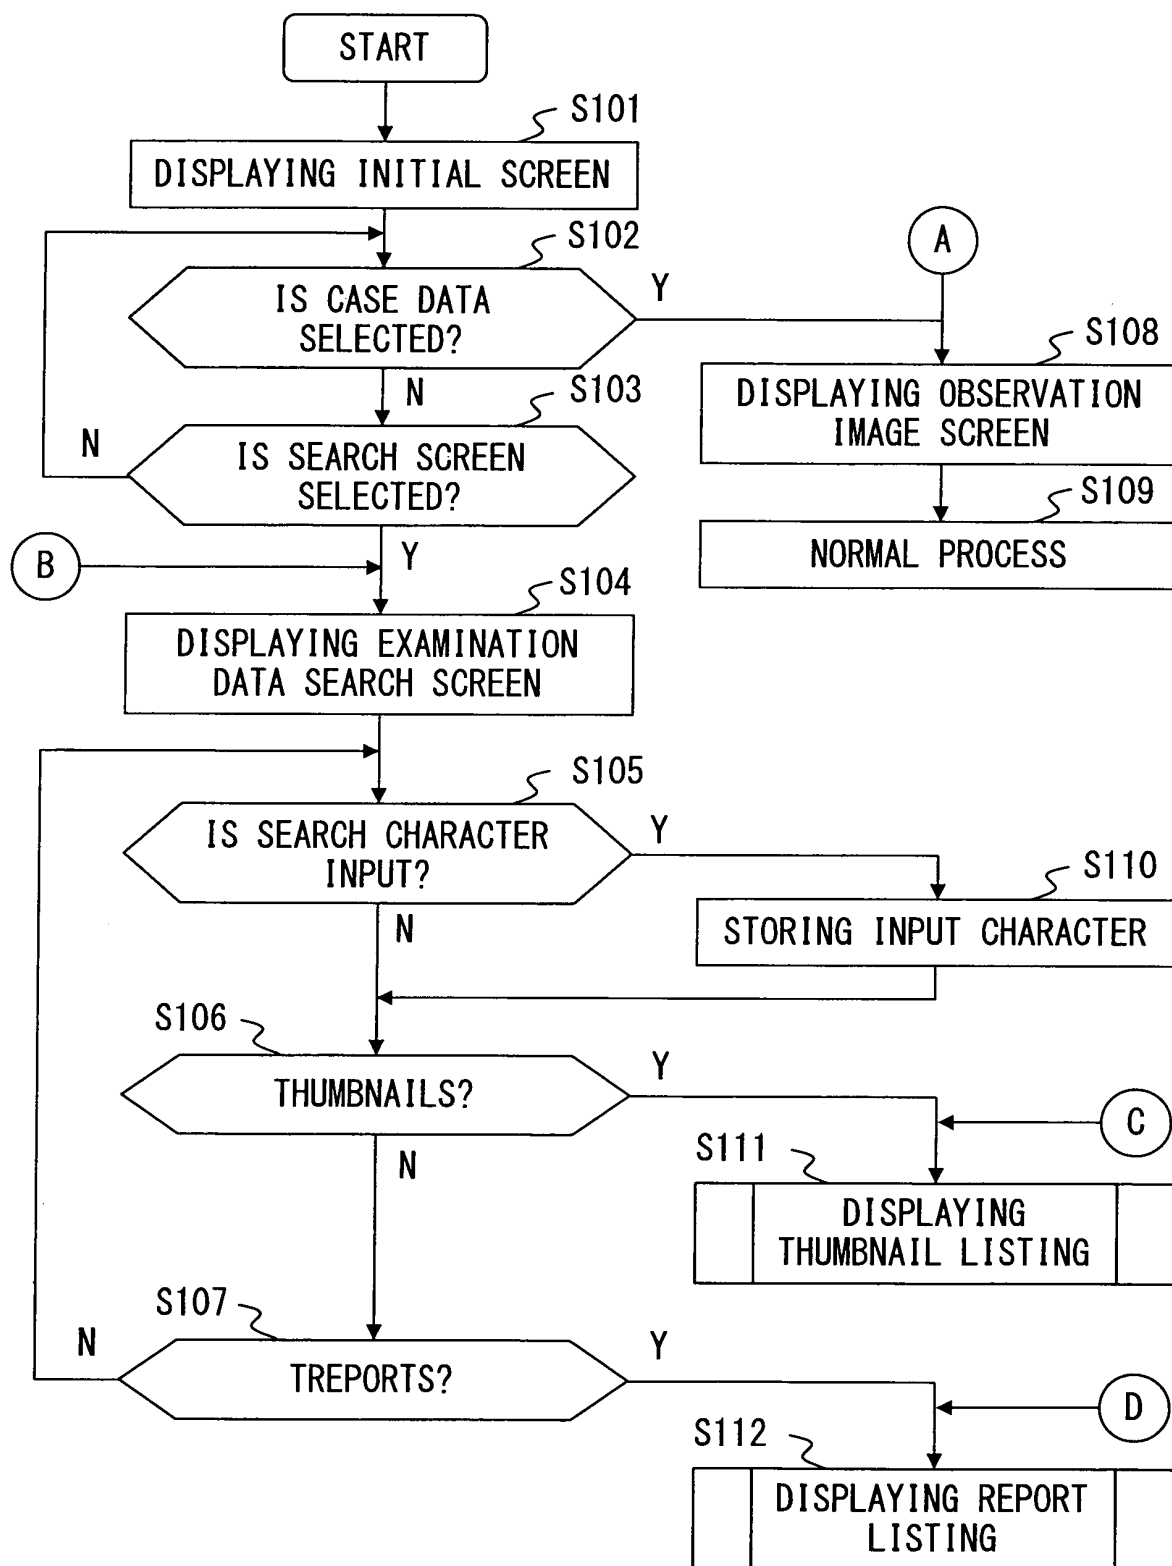 START
S101
DISPLAYING INITIAL SCREEN
S102
A
IS CASE DATA
SELECTED?
Y
N
S108
DISPLAYING OBSERVATION
IMAGE SCREEN
S103
N
IS SEARCH SCREEN
SELECTED?
Y
S109
NORMAL PROCESS
B
S104
DISPLAYING EXAMINATION
DATA SEARCH SCREEN
S105
IS SEARCH CHARACTER
INPUT?
Y
N
S110
STORING INPUT CHARACTER
S106
THUMBNAILS?
Y
N
C
S111
DISPLAYING
THUMBNAIL LISTING
S107
N
TREPORTS?
Y
D
S112
DISPLAYING REPORT
LISTING